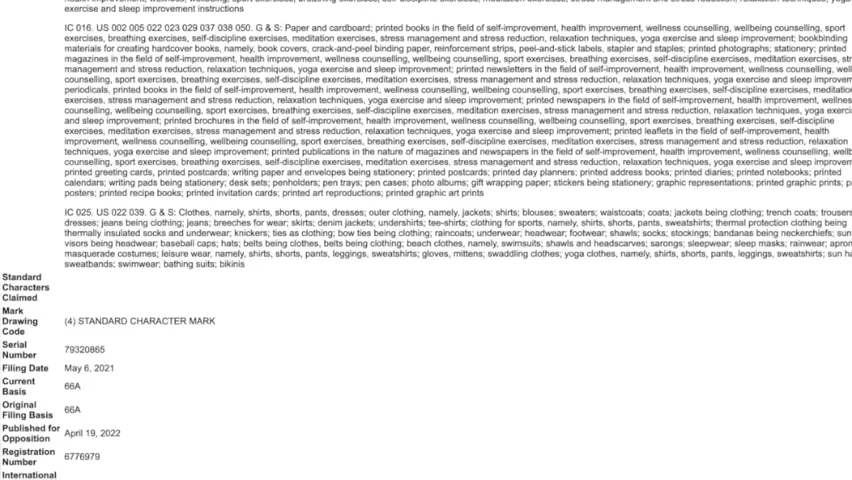 exercise and sleep improvement instructions
IC 016. US 002 005 022 023 029 037 038 050. G & S: Paper and cardboard; printed books in the field of self-improvement, health improvement, wellness counselling, wellbeing counselling, sport
exercises, breathing exercises, self-discipline exercises, meditation exercises, stress management and stress reduction, relaxation techniques, yoga exercise and sleep improvement; bookbinding
materials for creating hardcover books, namely, book covers, crack-and-peel binding paper, reinforcement strips, peel-and-stick labels, stapler and staples; printed photographs; stationery; printed
magazines in the field of self-improvement, health improvement, wellness counselling, wellbeing counselling, sport exercises, breathing exercises, self-discipline exercises, meditation exercises,
management and stress reduction, relaxation techniques, yoga exercise and sleep improvement; printed newsletters in the field of self-improvement, health improvement, wellness counselling,
counselling, sport exercises, breathing exercises, self-discipline exercises, meditation exercises, stress management and stress reduction, relaxation techniques, yoga exercise and sleep improvement;
periodicals, printed books in the field of self-improvement, health improvement, wellness counselling, wellbeing counselling, sport exercises, breathing exercises, self-discipline exercises, meditation
exercises, stress management and stress reduction, relaxation techniques, yoga exercise and sleep improvement; printed newspapers in the field of self-improvement, health improvement,
counselling, wellbeing counselling, sport exercises, breathing exercises, self-discipline exercises, meditation exercises, stress management and stress reduction, relaxation techniques, yoga
and sleep improvement; printed brochures in the field of self-improvement, health improvement, wellness counselling, wellbeing counselling, sport exercises, breathing exercises, self-discipline
exercises, meditation exercises, stress management and stress reduction, relaxation techniques, yoga exercise and sleep improvement; printed leaflets in the field of self-improvement, health
improvement, wellness counselling, wellbeing counselling, sport exercises, breathing exercises, self-discipline exercises, meditation exercises, stress management and stress reduction, relaxation
techniques, yoga exercise and sleep improvement; printed publications in the nature of magazines and newspapers in the field of self-improvement, health improvement, wellness counselling,
counselling, sport exercises, breathing exercises, self-discipline exercises, meditation exercises, stress management and stress reduction, relaxation techniques, yoga exercise and sleep
printed greeting cards, printed postcards; writing paper and envelopes being stationery; printed postcards; printed day planners; printed address books; printed diaries; printed notebooks; printed
calendars; writing pads being stationery; desk sets; penholders; pen trays; pen cases; photo albums; gift wrapping paper; stickers being stationery; graphic representations; printed graphic prints;
posters; printed recipe books; printed invitation cards; printed art reproductions; printed graphic art prints
IC 025. US 022 039. G & S: Clothes, namely, shirts, shorts, pants, dresses; outer clothing, namely, jackets; shirts; blouses; sweaters; waistcoats; coats; jackets being clothing; trench coats; trousers
dresses; jeans being clothing; jeans; breeches for wear; skirts; denim jackets; undershirts; tee-shirts; clothing for sports, namely, shirts, shorts, pants, sweatshirts; thermal protection clothing being
thermally insulated socks and underwear; knickers; ties as clothing; bow ties being clothing; raincoats; underwear; headwear; footwear; shawls; socks; stockings; bandanas being neckerchiefs; sun
visors being headwear; baseball caps; hats; belts being clothes, belts being clothing; beach clothes, namely, swimsuits; shawls and headscarves; sarongs; sleepwear; sleep masks; rainwear;
masquerade costumes; leisure wear, namely, shirts, shorts, pants, leggings, sweatshirts; gloves, mittens; swaddling clothes; yoga clothes, namely, shirts, shorts, pants, leggings, sweatshirts; sun
sweatbands; swimwear; bathing suits; bikinis
Standard
Characters
Claimed
Mark
Drawing (4) STANDARD CHARACTER MARK
Code
Serial
Number 79320865
Filing Date May 6, 2021
Current
Basis 66A
Original
Filing Basis 66A
Published for
Opposition April 19, 2022
Registration
Number 6776979
International